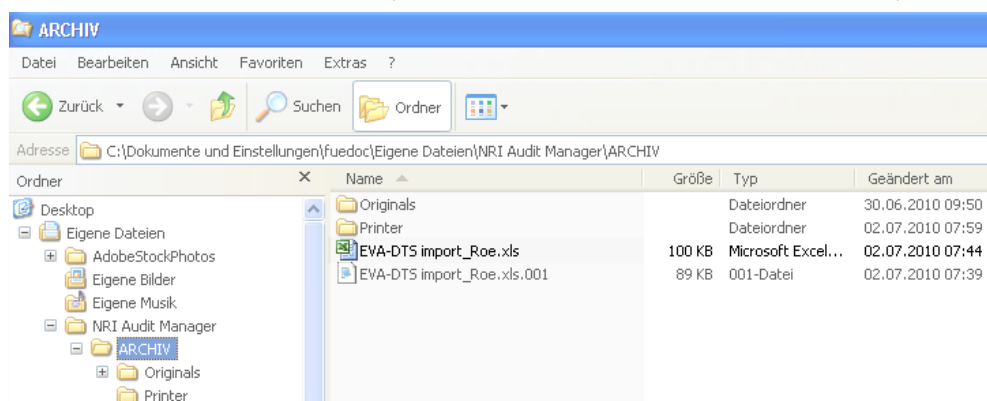 ARCHIV
Datei Bearbeiten Ansicht Favoriten Extras ?
Zurück Suchen Ordner
Adresse C:\Dokumente und Einstellungen\fuedoc\Eigene Dateien\NRI Audit Manager\ARCHIV
Ordner
Desktop
Eigene Dateien
AdobeStockPhotos
Eigene Bilder
Eigene Musik
NRI Audit Manager
ARCHIV
Originals
Printer
Name Größe Typ Geändert am
Originals Dateiordner 30.06.2010 09:50
Printer Dateiordner 02.07.2010 07:59
EVA-DTS import_Roe.xls 100 KB Microsoft Excel... 02.07.2010 07:44
EVA-DTS import_Roe.xls.001 89 KB 001-Datei 02.07.2010 07:39